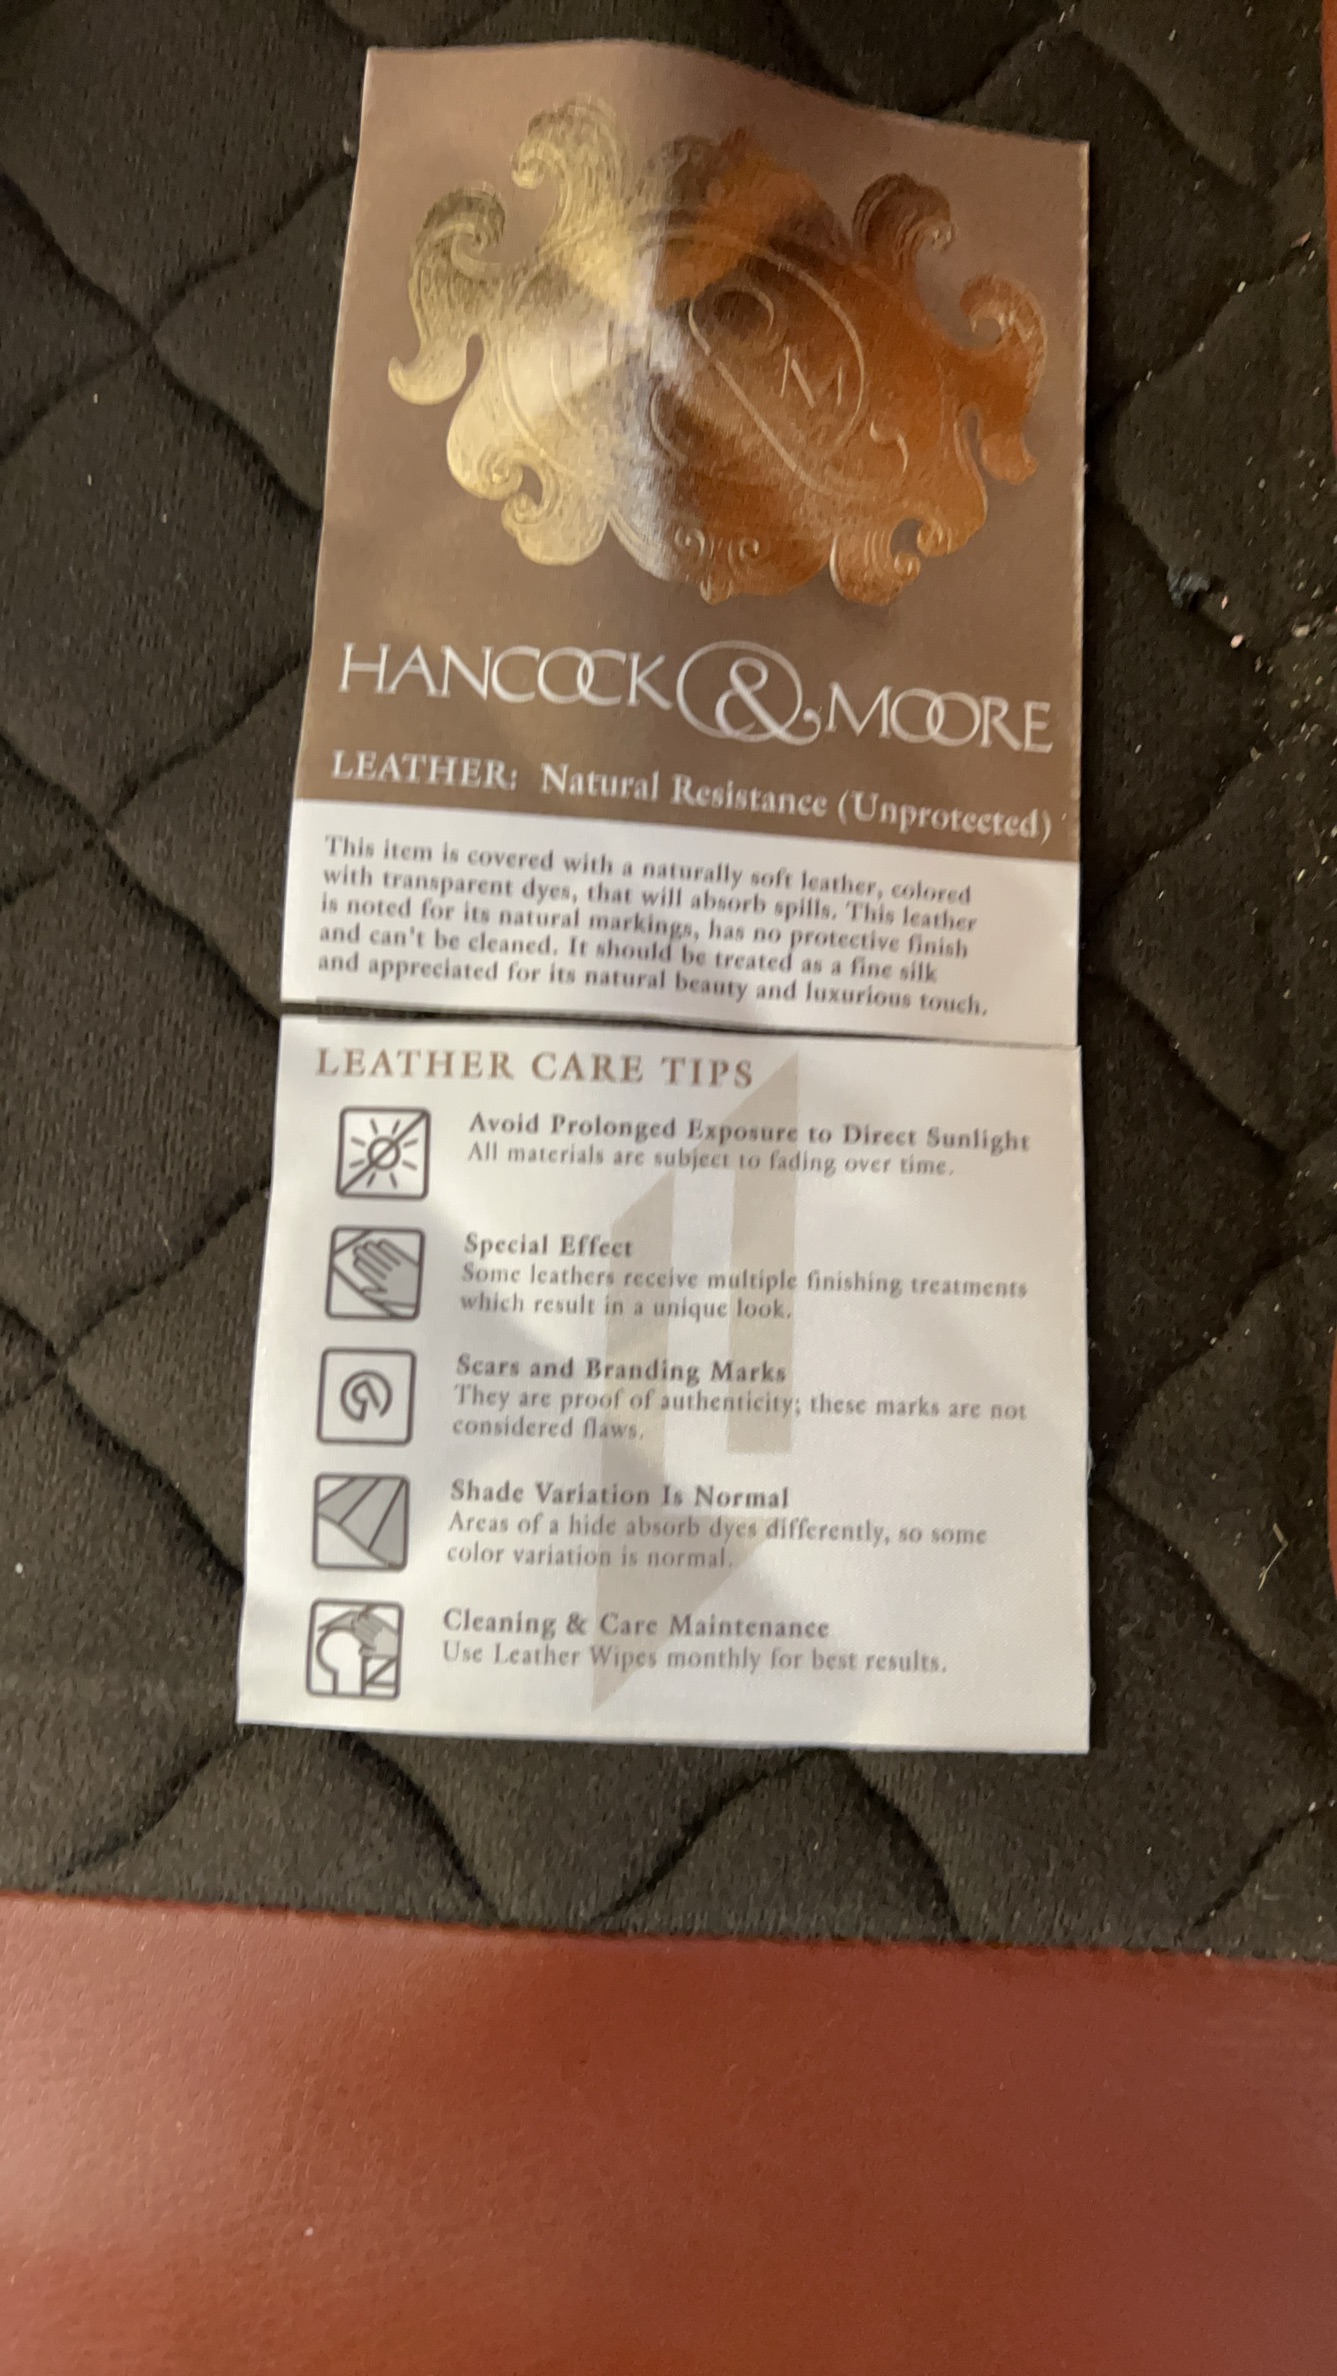 HANCOCK & MOORE
LEATHER: Natural Resistance (Unprotected)
This item is covered with a naturally soft leather, colored
with transparent dyes, that will absorb spills. This leather
is noted for its natural markings, has no protective finish
and can't be cleaned. It should be treated as a fine silk
and appreciated for its natural beauty and luxurious touch.
LEATHER CARE TIPS
Avoid Prolonged Exposure to Direct Sunlight
All materials are subject to fading over time.
Special Effect
Some leathers receive multiple finishing treatments
which result in a unique look.
Scars and Branding Marks
They are proof of authenticity; these marks are not
considered flaws.
Shade Variation Is Normal
Areas of a hide absorb dyes differently, so some
color variation is normal.
Cleaning & Care Maintenance
Use Leather Wipes monthly for best results.